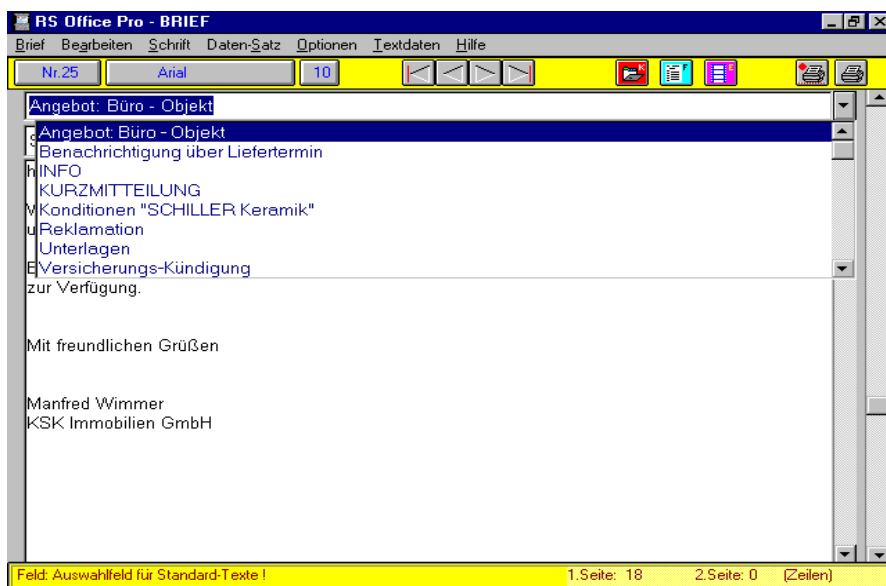 RS Office Pro - BRIEF
Brief Bearbeiten Schrift Daten-Satz Optionen Textdaten Hilfe
Nr.25 Arial 10 K F E
Angebot: Büro - Objekt
Angebot: Büro - Objekt
Benachrichtigung über Liefertermin
INFO
KURZMITTEILUNG
Konditionen "SCHILLER Keramik"
Reklamation
Unterlagen
Versicherungs-Kündigung
zur Verfügung.
Mit freundlichen Grüßen
Manfred Wimmer
KSK Immobilien GmbH
Feld: Auswahlfeld für Standard-Texte ! 1.Seite: 18 2.Seite: 0 (Zeilen)